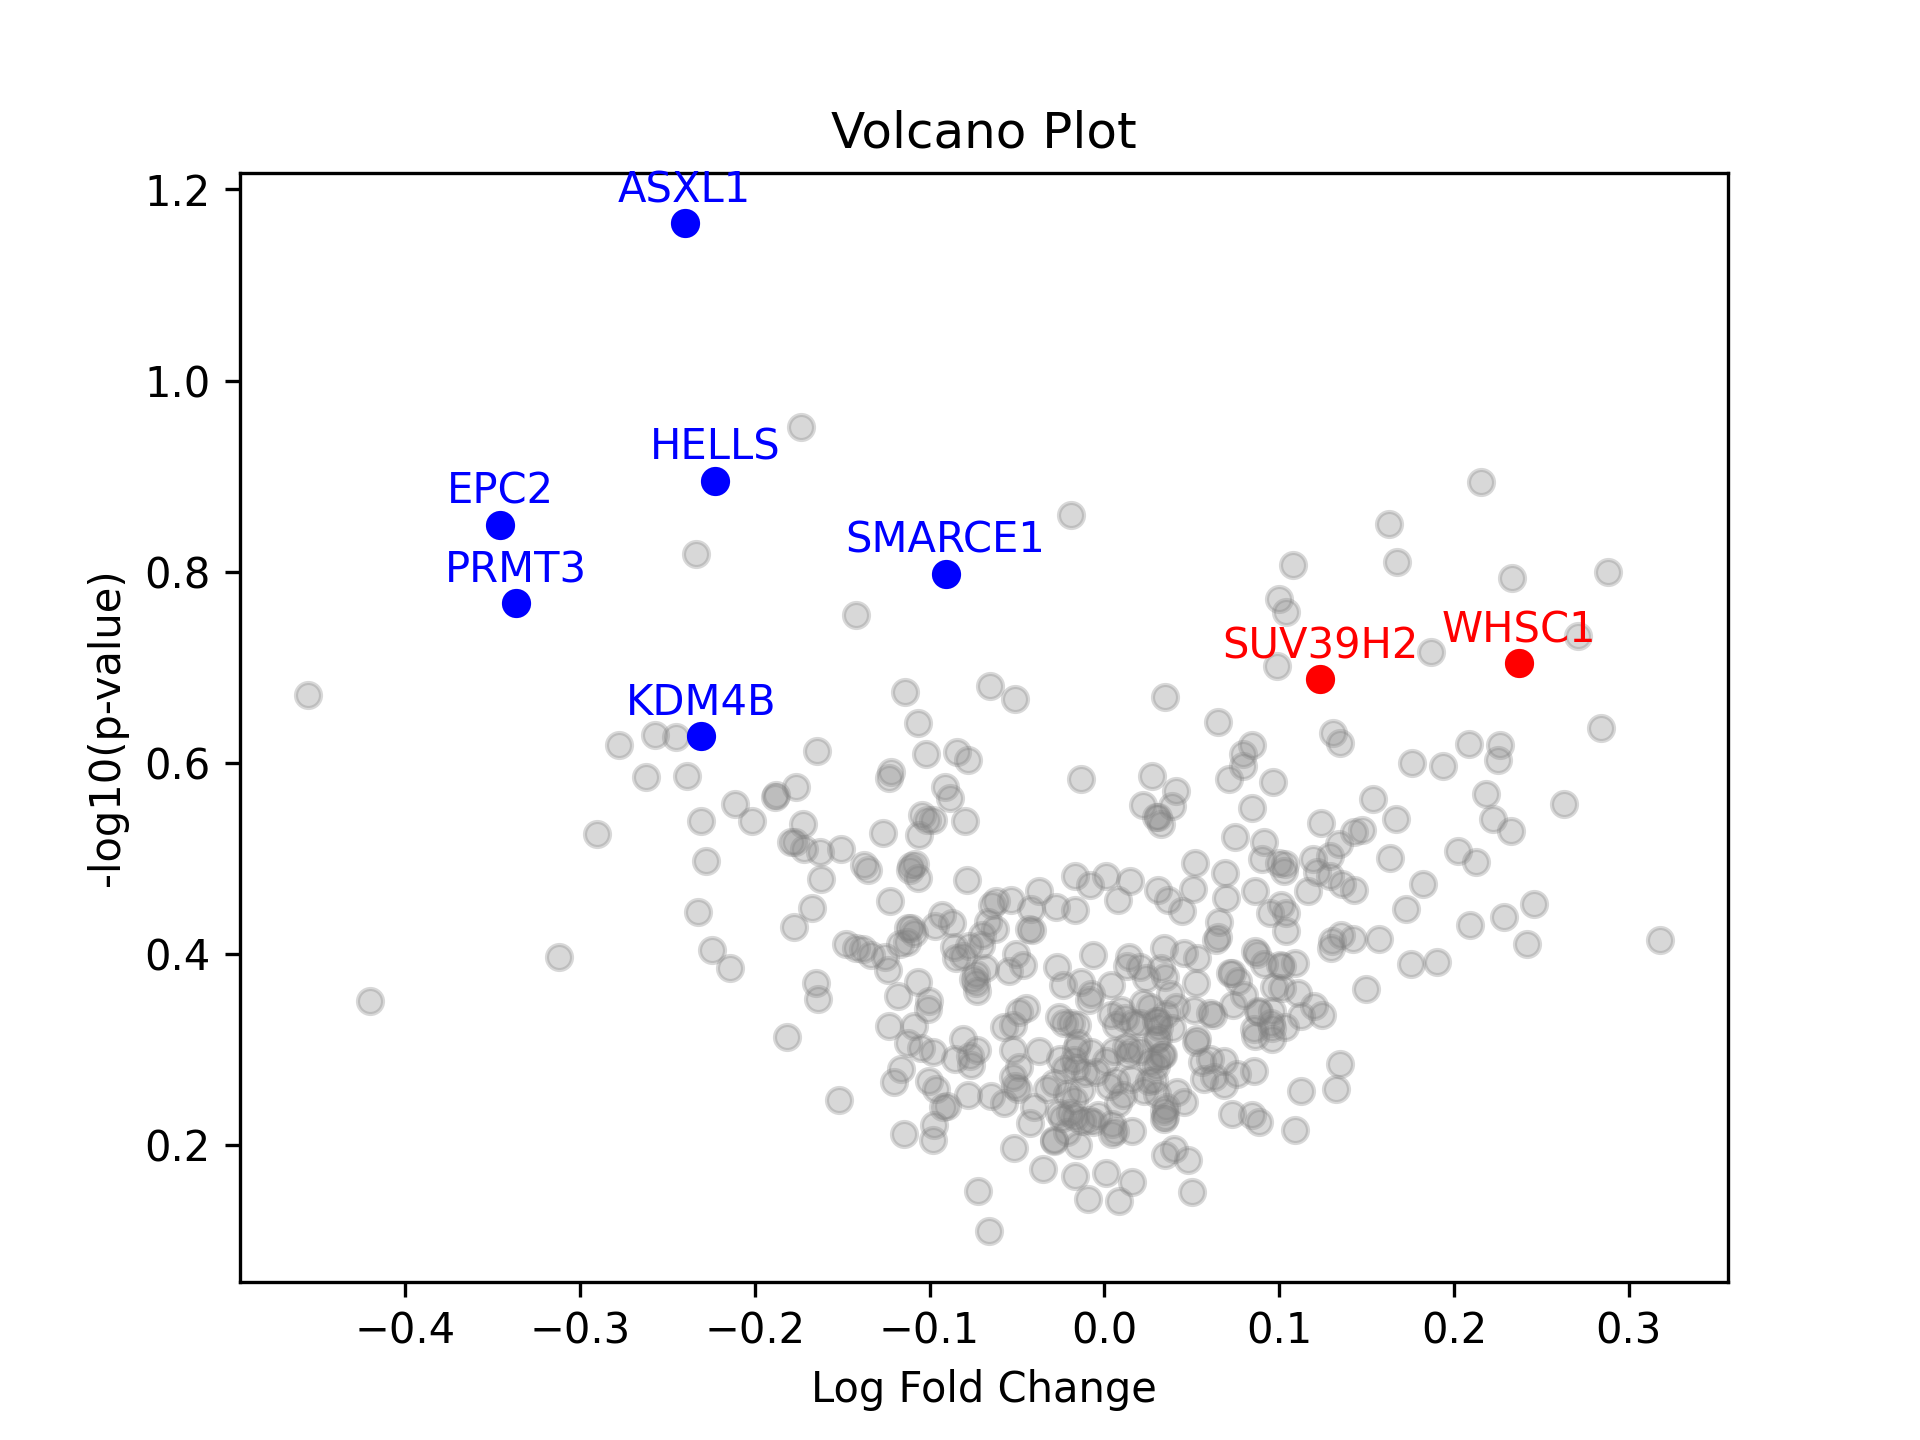 Volcano Plot
1.2
1.0
0.8
0.6
0.4
0.2
-log10(p-value)
ASXL1
HELLS
EPC2
SMARCE1
PRMT3
WHSC1
SUV39H2
KDM4B
−0.4
−0.3
−0.2
−0.1
0.0
0.1
0.2
0.3
Log Fold Change